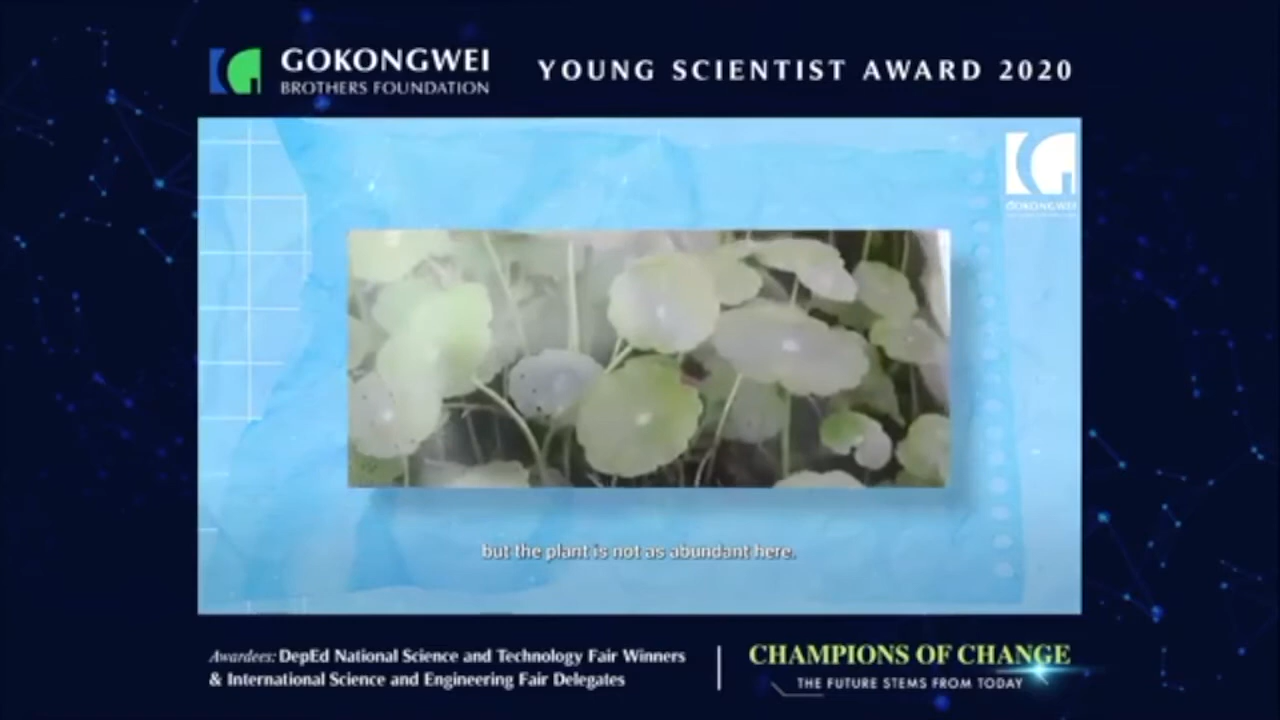 GOKONGWEI
BROTHERS FOUNDATION
YOUNG SCIENTIST AWARD 2020
GOKONGWEI
but the plant is not as abundant here.
Awardees: DepEd National Science and Technology Fair Winners
& International Science and Engineering Fair Delegates
CHAMPIONS OF CHANGE
THE FUTURE STEMS FROM TODAY